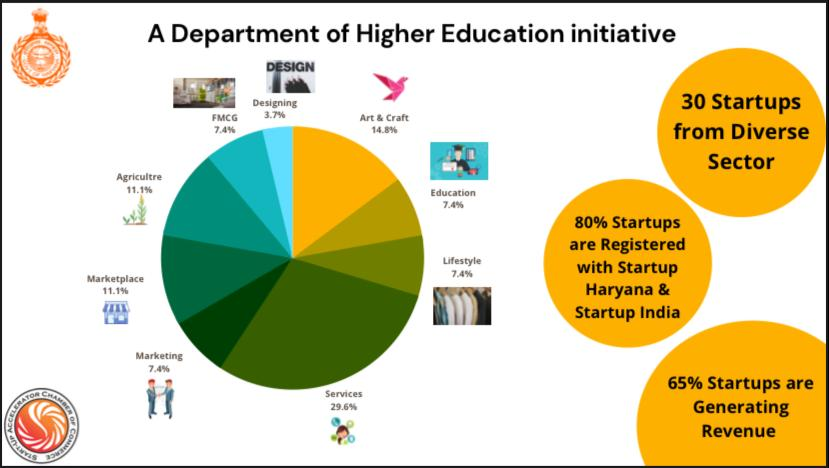 A Department of Higher Education initiative
DESIGN
Designing
3.7%
FMCG
7.4%
Art & Craft
14.8%
Education
7.4%
Agricultre
11.1%
Lifestyle
7.4%
Marketplace
11.1%
Marketing
7.4%
Services
29.6%
30 Startups
from Diverse
Sector
80% Startups
are Registered
with Startup
Haryana &
Startup India
65% Startups are
Generating
Revenue
START-UP ACCELERATOR CHAMBER OF COMMERCE